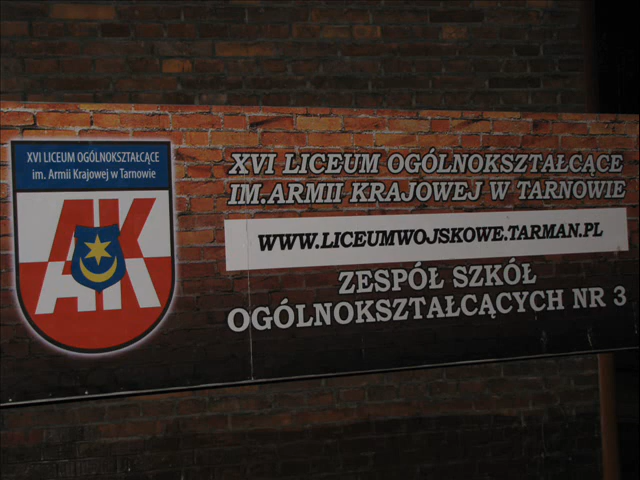 XVI LICEUM OGÓLNOKSZTAŁCĄCE
im. Armii Krajowej w Tarnowie
AK
XVI LICEUM OGÓLNOKSZTAŁCĄCE
IM.ARMII KRAJOWEJ W TARNOWIE
WWW.LICEUMWOJSKOWE.TARMAN.PL
ZESPÓŁ SZKÓŁ
OGÓLNOKSZTAŁCĄCYCH NR 3